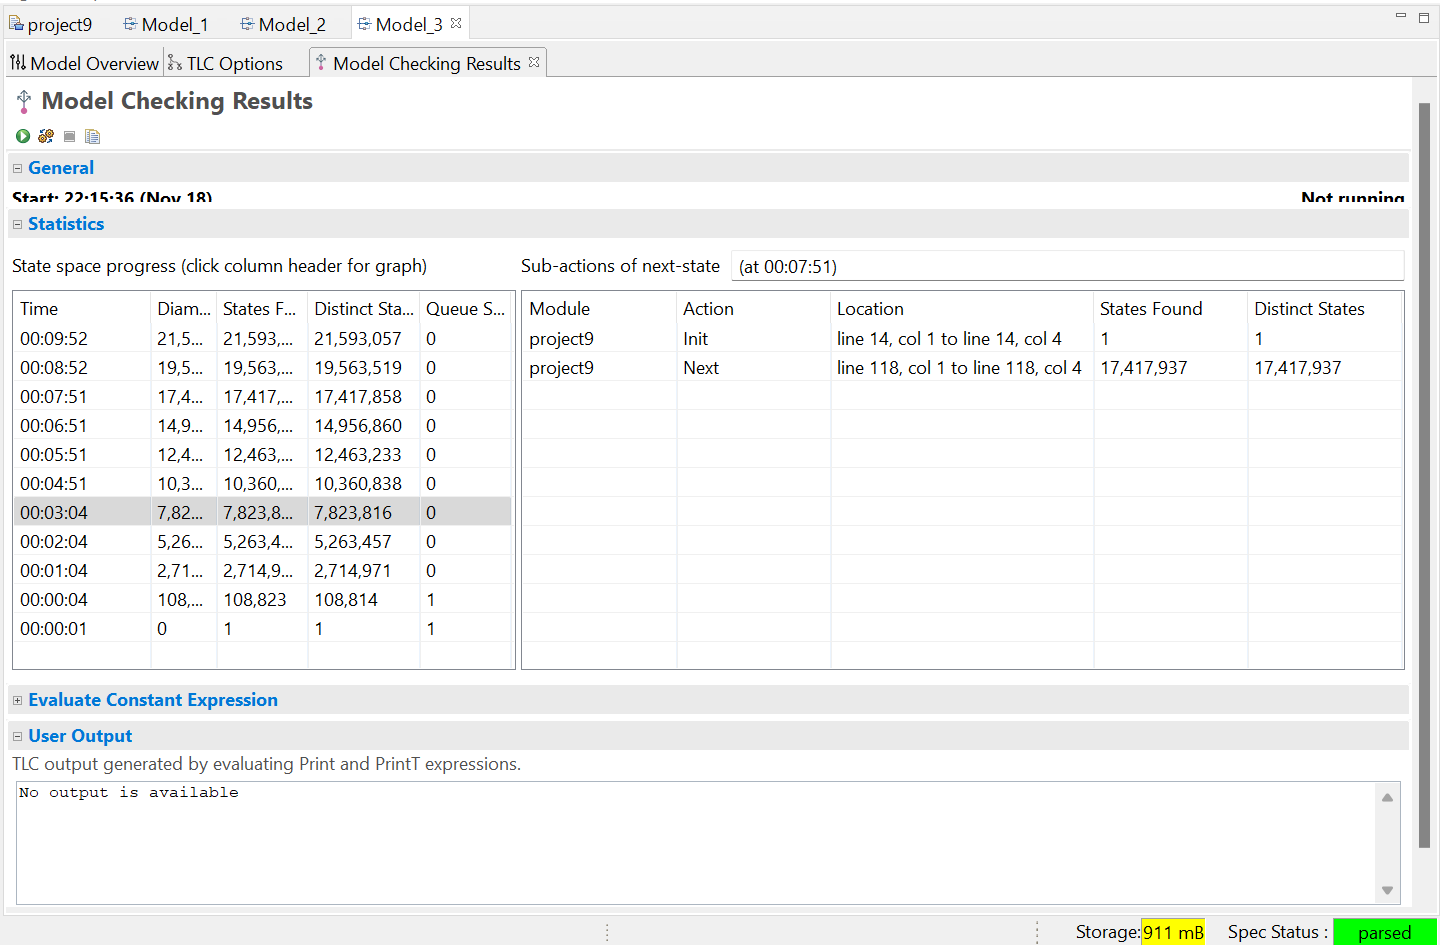 project9 Model_1 Model_2 Model_3
Model Overview TLC Options Model Checking Results
Model Checking Results
General
Start: 22:15:36 (Nov 18) Not running
Statistics
State space progress (click column header for graph) Sub-actions of next-state (at 00:07:51)
Time Diam... States F... Distinct Sta... Queue S... Module Action Location States Found Distinct States
00:09:52 21,5... 21,593,... 21,593,057 0 project9 Init line 14, col 1 to line 14, col 4 1 1
00:08:52 19,5... 19,563,... 19,563,519 0 project9 Next line 118, col 1 to line 118, col 4 17,417,937 17,417,937
00:07:51 17,4... 17,417,... 17,417,858 0
00:06:51 14,9... 14,956,... 14,956,860 0
00:05:51 12,4... 12,463,... 12,463,233 0
00:04:51 10,3... 10,360,... 10,360,838 0
00:03:04 7,82... 7,823,8... 7,823,816 0
00:02:04 5,26... 5,263,4... 5,263,457 0
00:01:04 2,71... 2,714,9... 2,714,971 0
00:00:04 108,... 108,823 108,814 1
00:00:01 0 1 1 1
Evaluate Constant Expression
User Output
TLC output generated by evaluating Print and PrintT expressions.
No output is available
Storage: 911 mB Spec Status : parsed